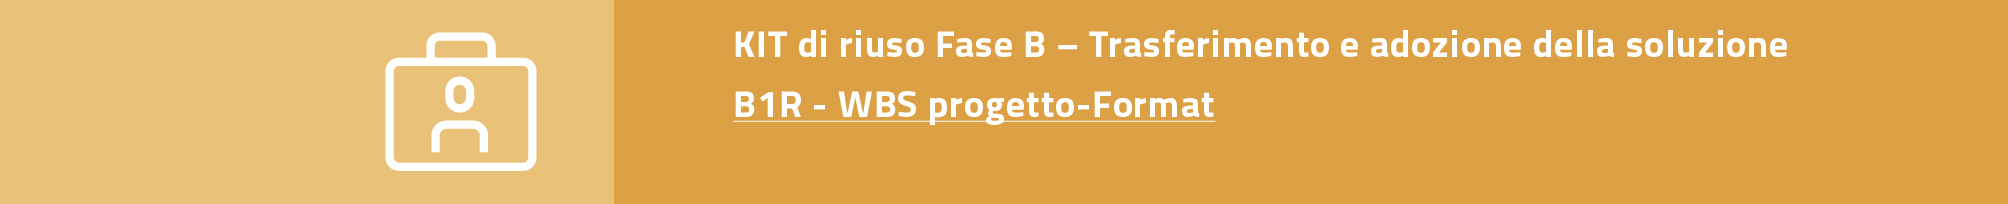 KIT di riuso Fase B – Trasferimento e adozione della soluzione
B1R - WBS progetto-Format